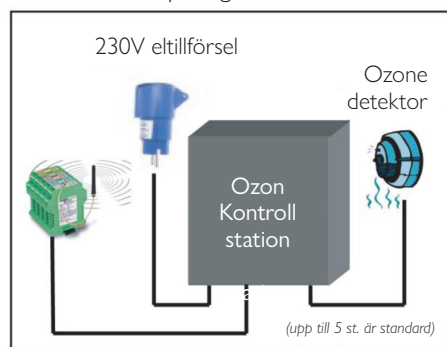 230V eltillförsel
Ozone
detektor
Ozon
Kontroll
station
(upp till 5 st. är standard)